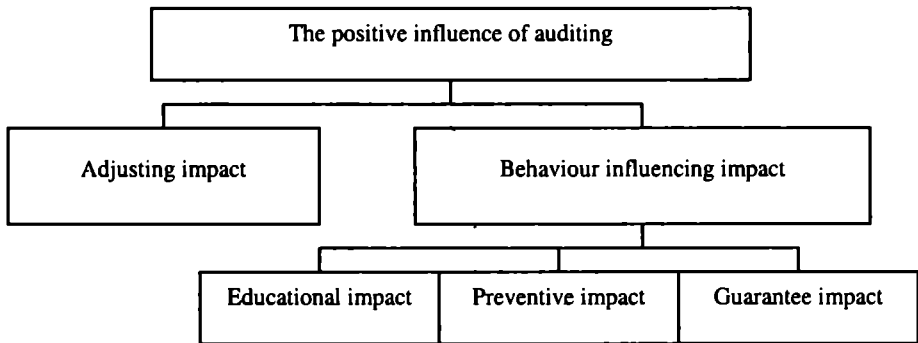 The positive influence of auditing
Adjusting impact
Behaviour influencing impact
Educational impact
Preventive impact
Guarantee impact